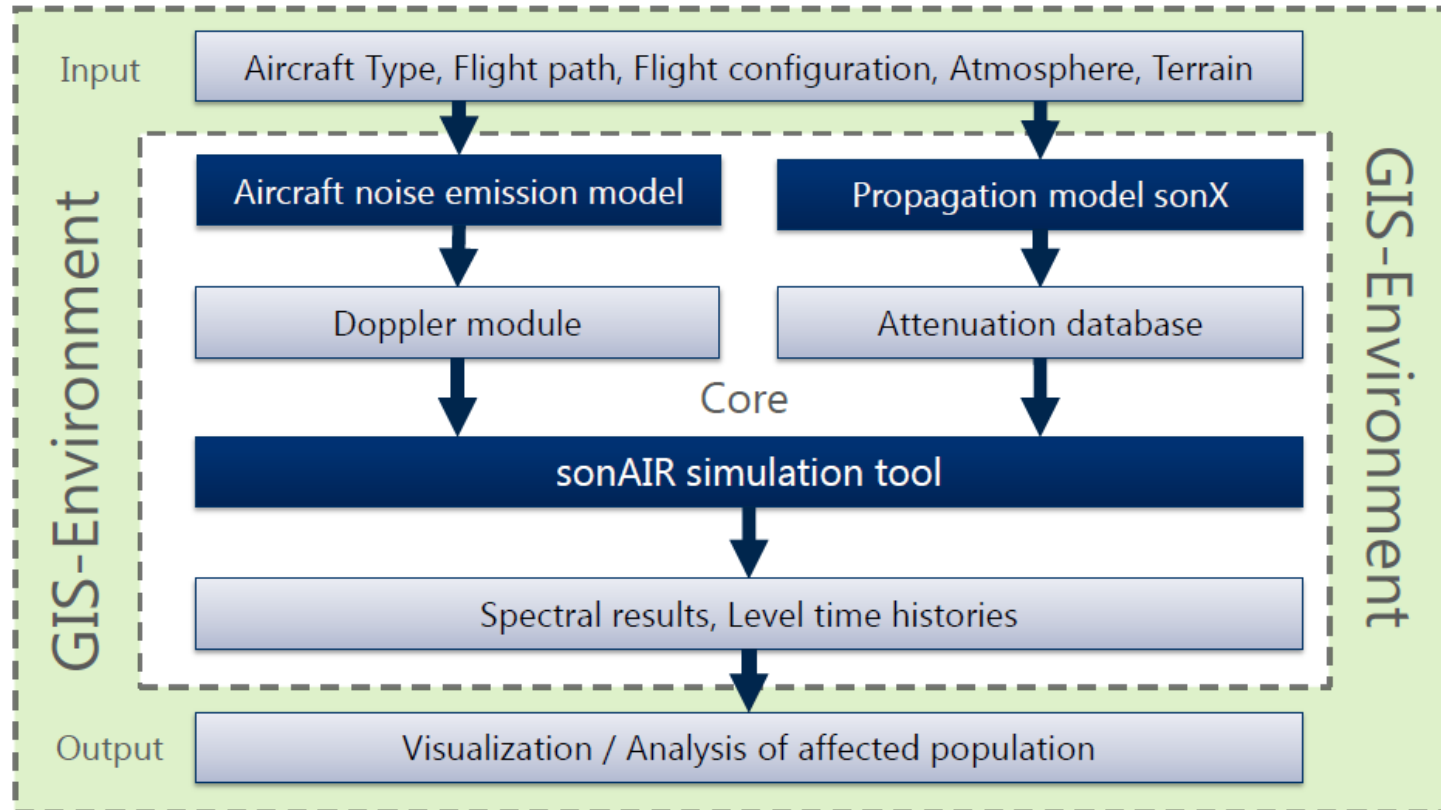 Input
Aircraft Type, Flight path, Flight configuration, Atmosphere, Terrain
GIS-Environment
GIS-Environment
Aircraft noise emission model
Propagation model sonX
Doppler module
Attenuation database
Core
sonAIR simulation tool
Spectral results, Level time histories
Output
Visualization / Analysis of affected population